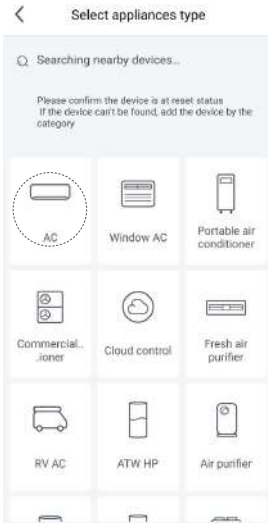 Select appliances type
Searching nearby devices...
Please confirm the device is at reset status
If the device can't be found, add the device by the
category
AC
Window AC
Portable air
conditioner
Commercial..
.ioner
Cloud control
Fresh air
purifier
RV AC
ATW HP
Air purifier